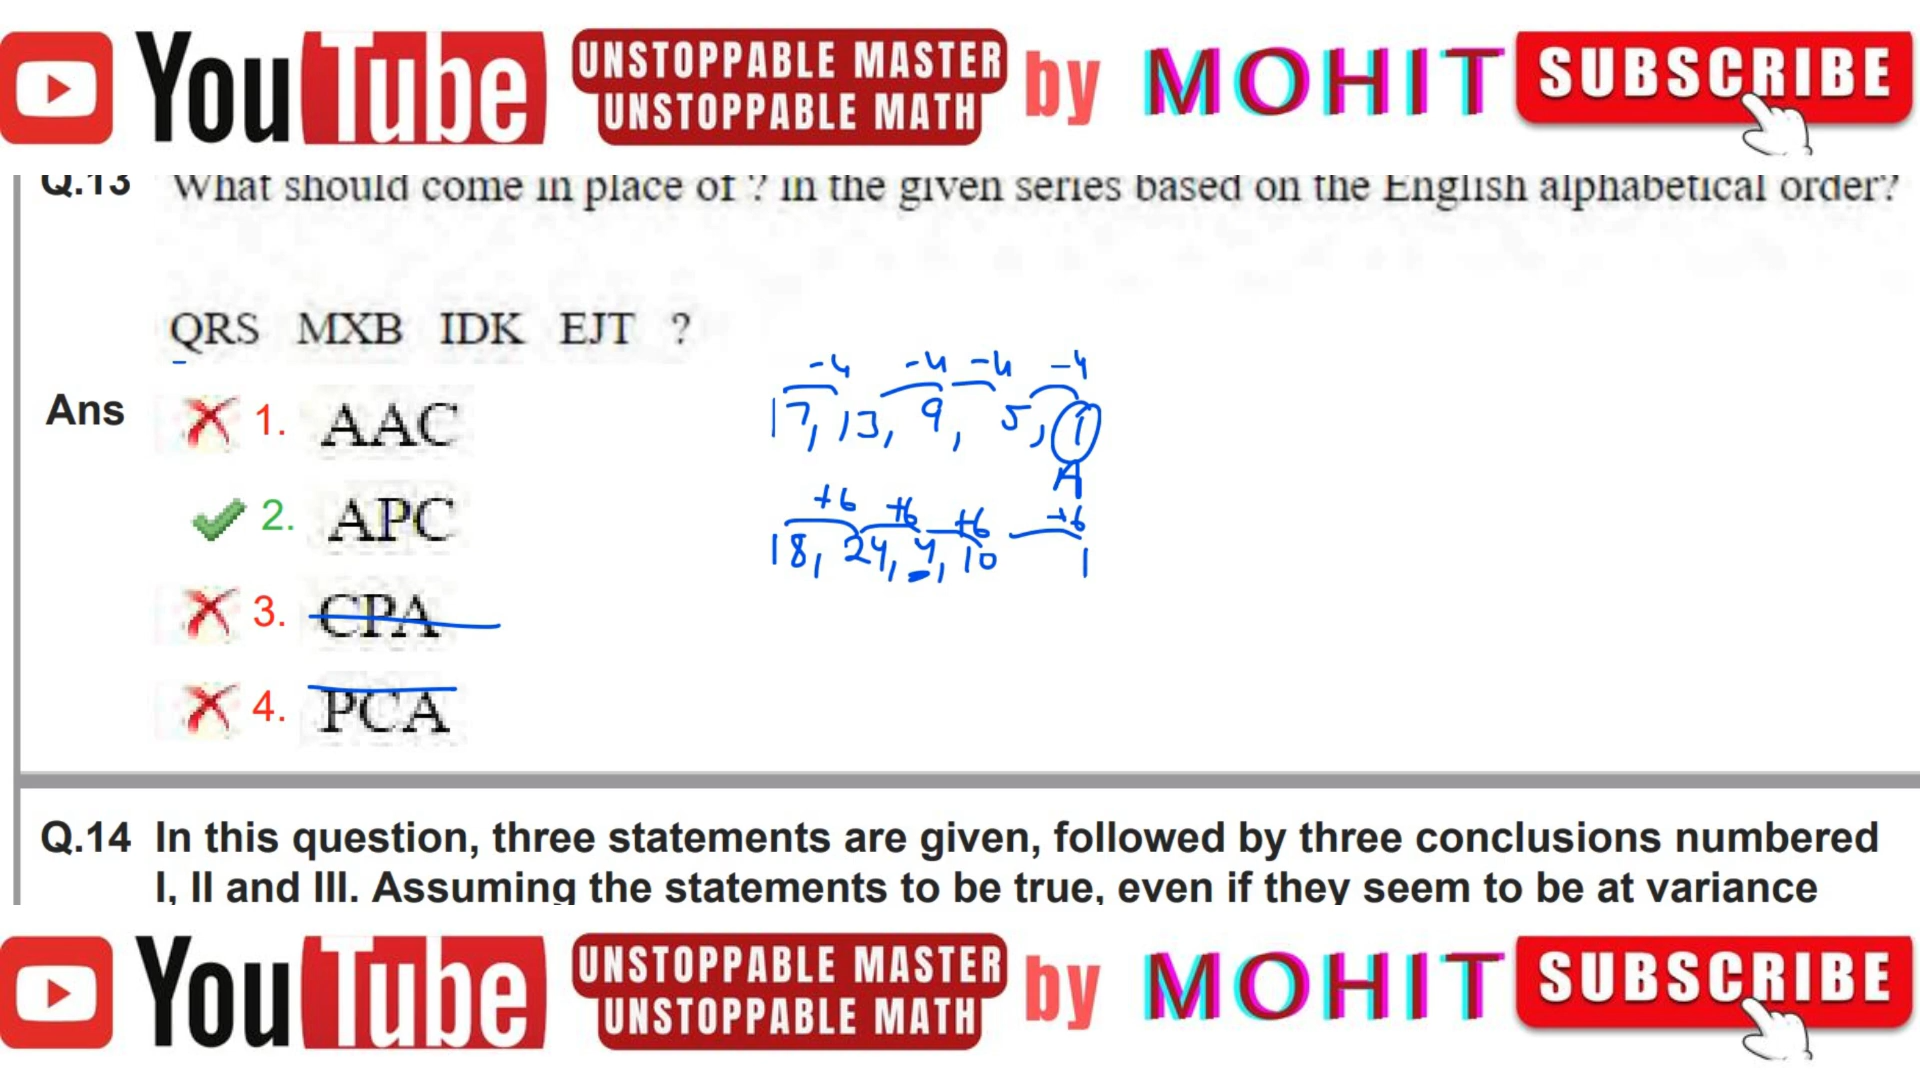 YouTube UNSTOPPABLE MASTER by MOHIT SUBSCRIBE
UNSTOPPABLE MATH
Q.13 What should come in place of ? in the given series based on the English alphabetical order?
QRS MXB IDK EJT ?
-4 -4 -4 -4
Ans 1. AAC
17, 13, 9, 5, 1
A
2. APC
+6 +6 +6 +6
18, 24, 4, 10 1
3. CPA
4. PCA
Q.14 In this question, three statements are given, followed by three conclusions numbered
I, II and III. Assuming the statements to be true, even if they seem to be at variance
YouTube UNSTOPPABLE MASTER by MOHIT SUBSCRIBE
UNSTOPPABLE MATH